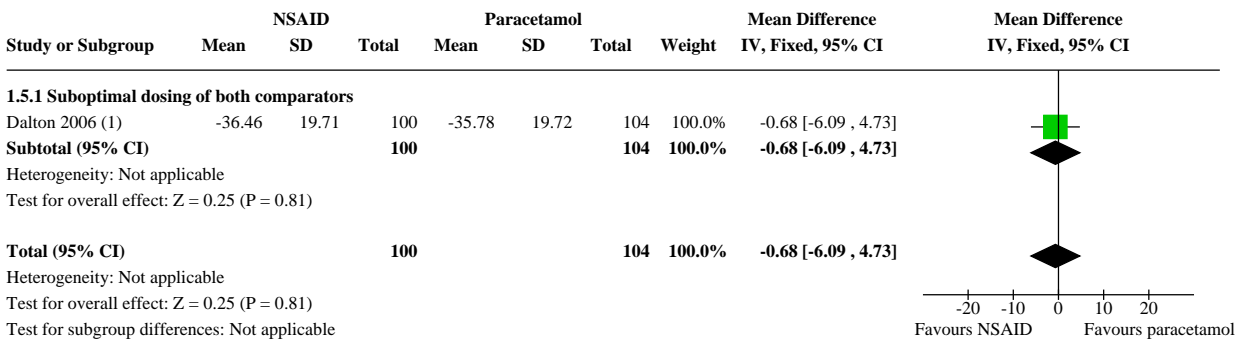 NSAID Paracetamol Mean Difference Mean Difference
Study or Subgroup Mean SD Total Mean SD Total Weight IV, Fixed, 95% CI IV, Fixed, 95% CI
1.5.1 Suboptimal dosing of both comparators
Dalton 2006 (1) -36.46 19.71 100 -35.78 19.72 104 100.0% -0.68 [-6.09 , 4.73]
Subtotal (95% CI) 100 104 100.0% -0.68 [-6.09 , 4.73]
Heterogeneity: Not applicable
Test for overall effect: Z = 0.25 (P = 0.81)
Total (95% CI) 100 104 100.0% -0.68 [-6.09 , 4.73]
Heterogeneity: Not applicable
Test for overall effect: Z = 0.25 (P = 0.81)
Test for subgroup differences: Not applicable
-20 -10 0 10 20
Favours NSAID Favours paracetamol